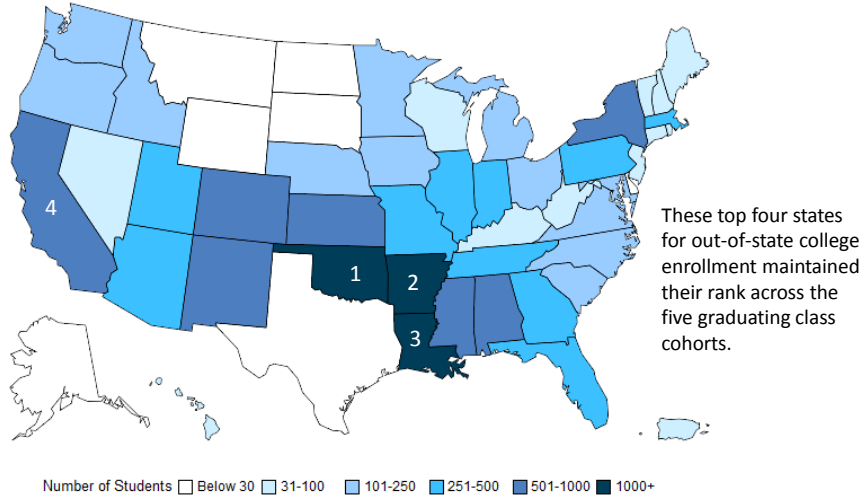 4
1
2
3
These top four states
for out-of-state college
enrollment maintained
their rank across the
five graduating class
cohorts.
Number of Students Below 30 31-100 101-250 251-500 501-1000 1000+